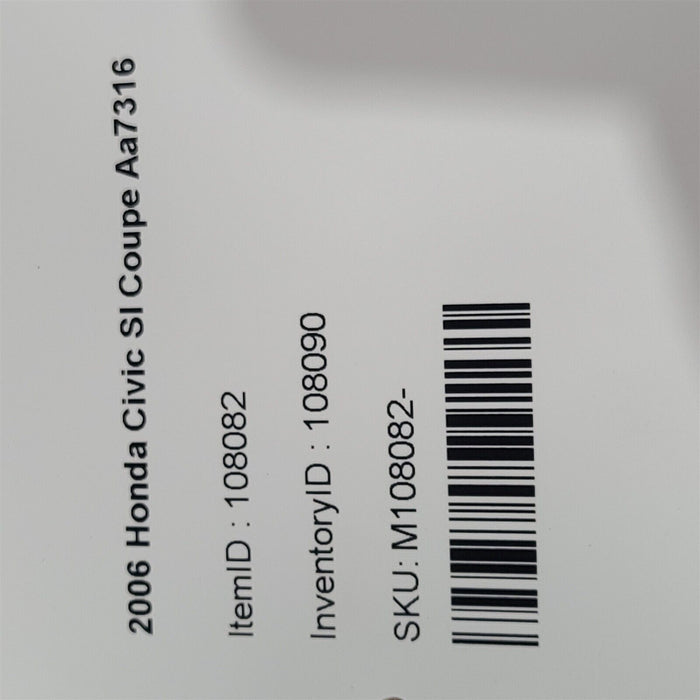 2006 Honda Civic SI Coupe Aa7316
ItemID : 108082
InventoryID : 108090
SKU: M108082-